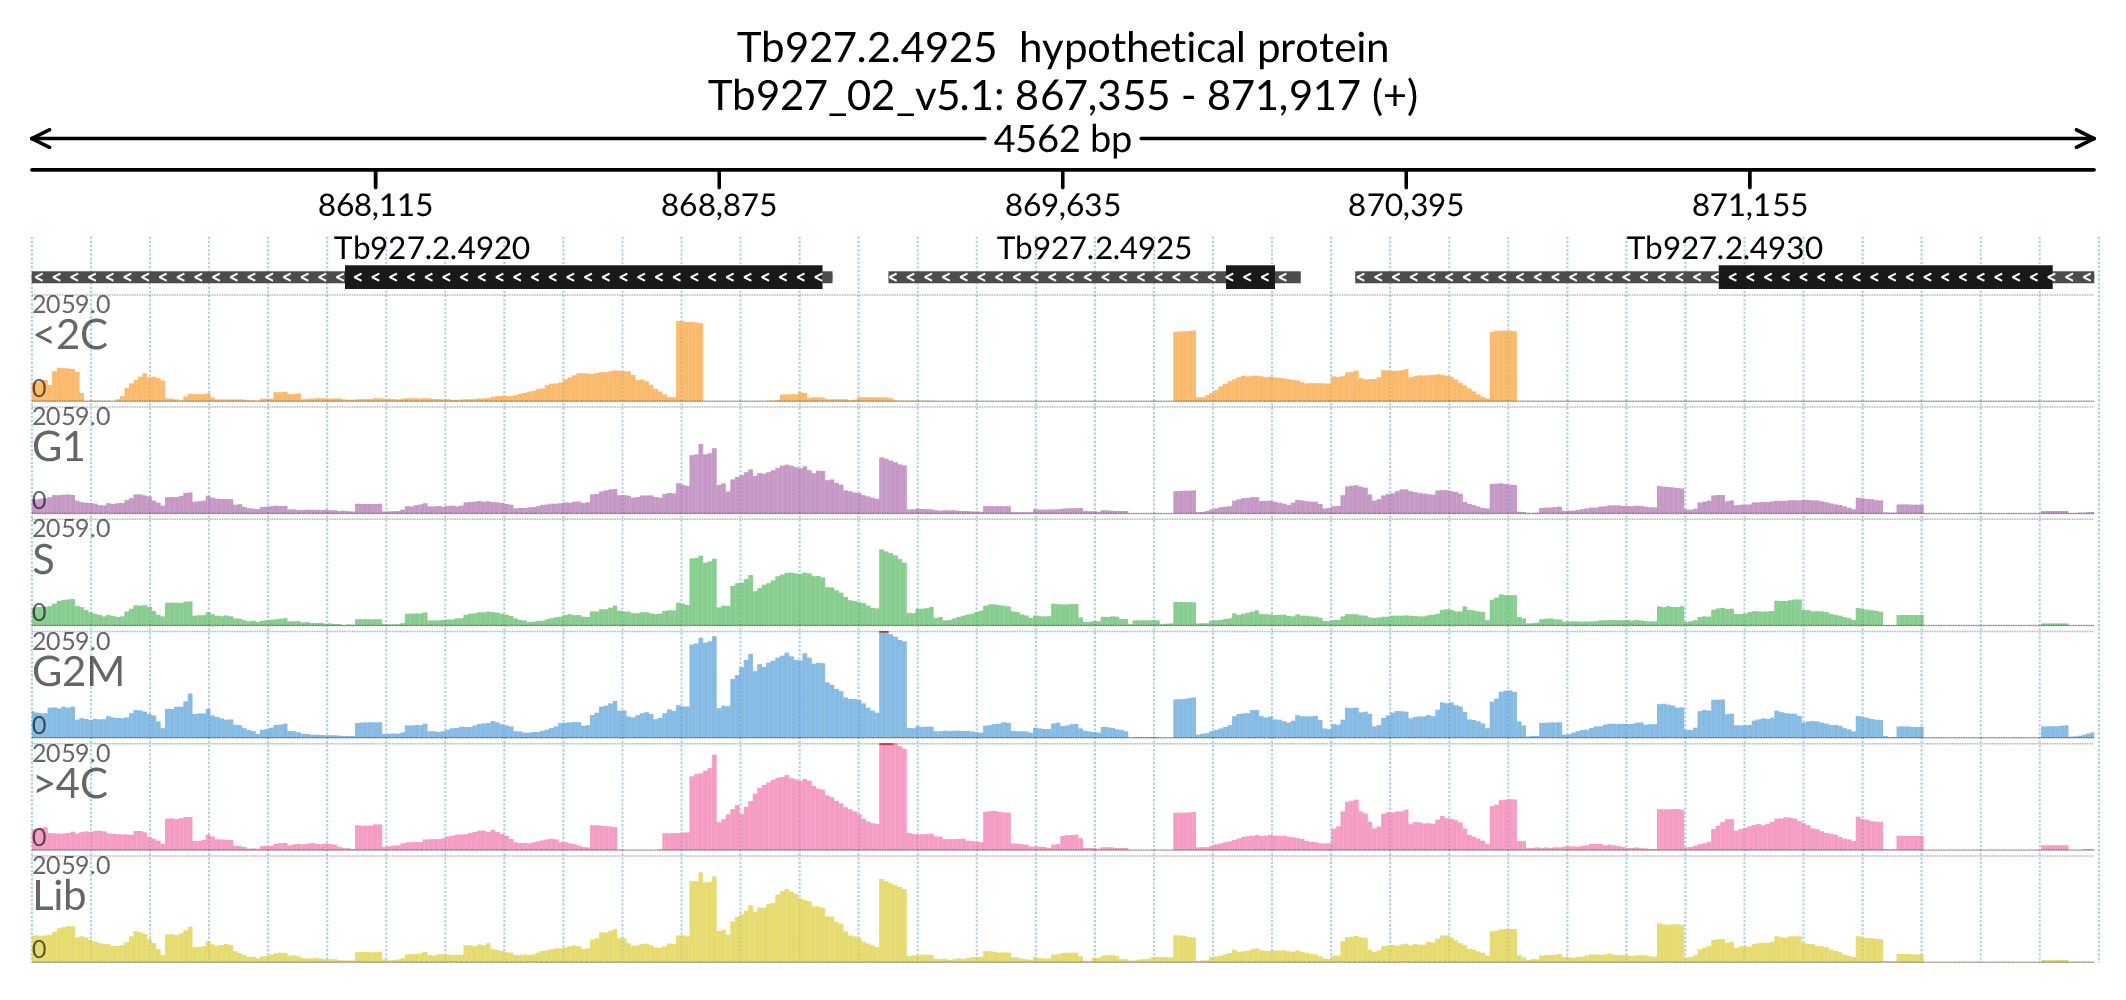 Tb927.2.4925 hypothetical protein
Tb927_02_v5.1: 867,355 - 871,917 (+)
4562 bp
868,115 868,875 869,635 870,395 871,155
Tb927.2.4920 Tb927.2.4925 Tb927.2.4930
2059.0
<2C
0
2059.0
G1
0
2059.0
S
0
2059.0
G2M
0
2059.0
>4C
0
2059.0
Lib
0